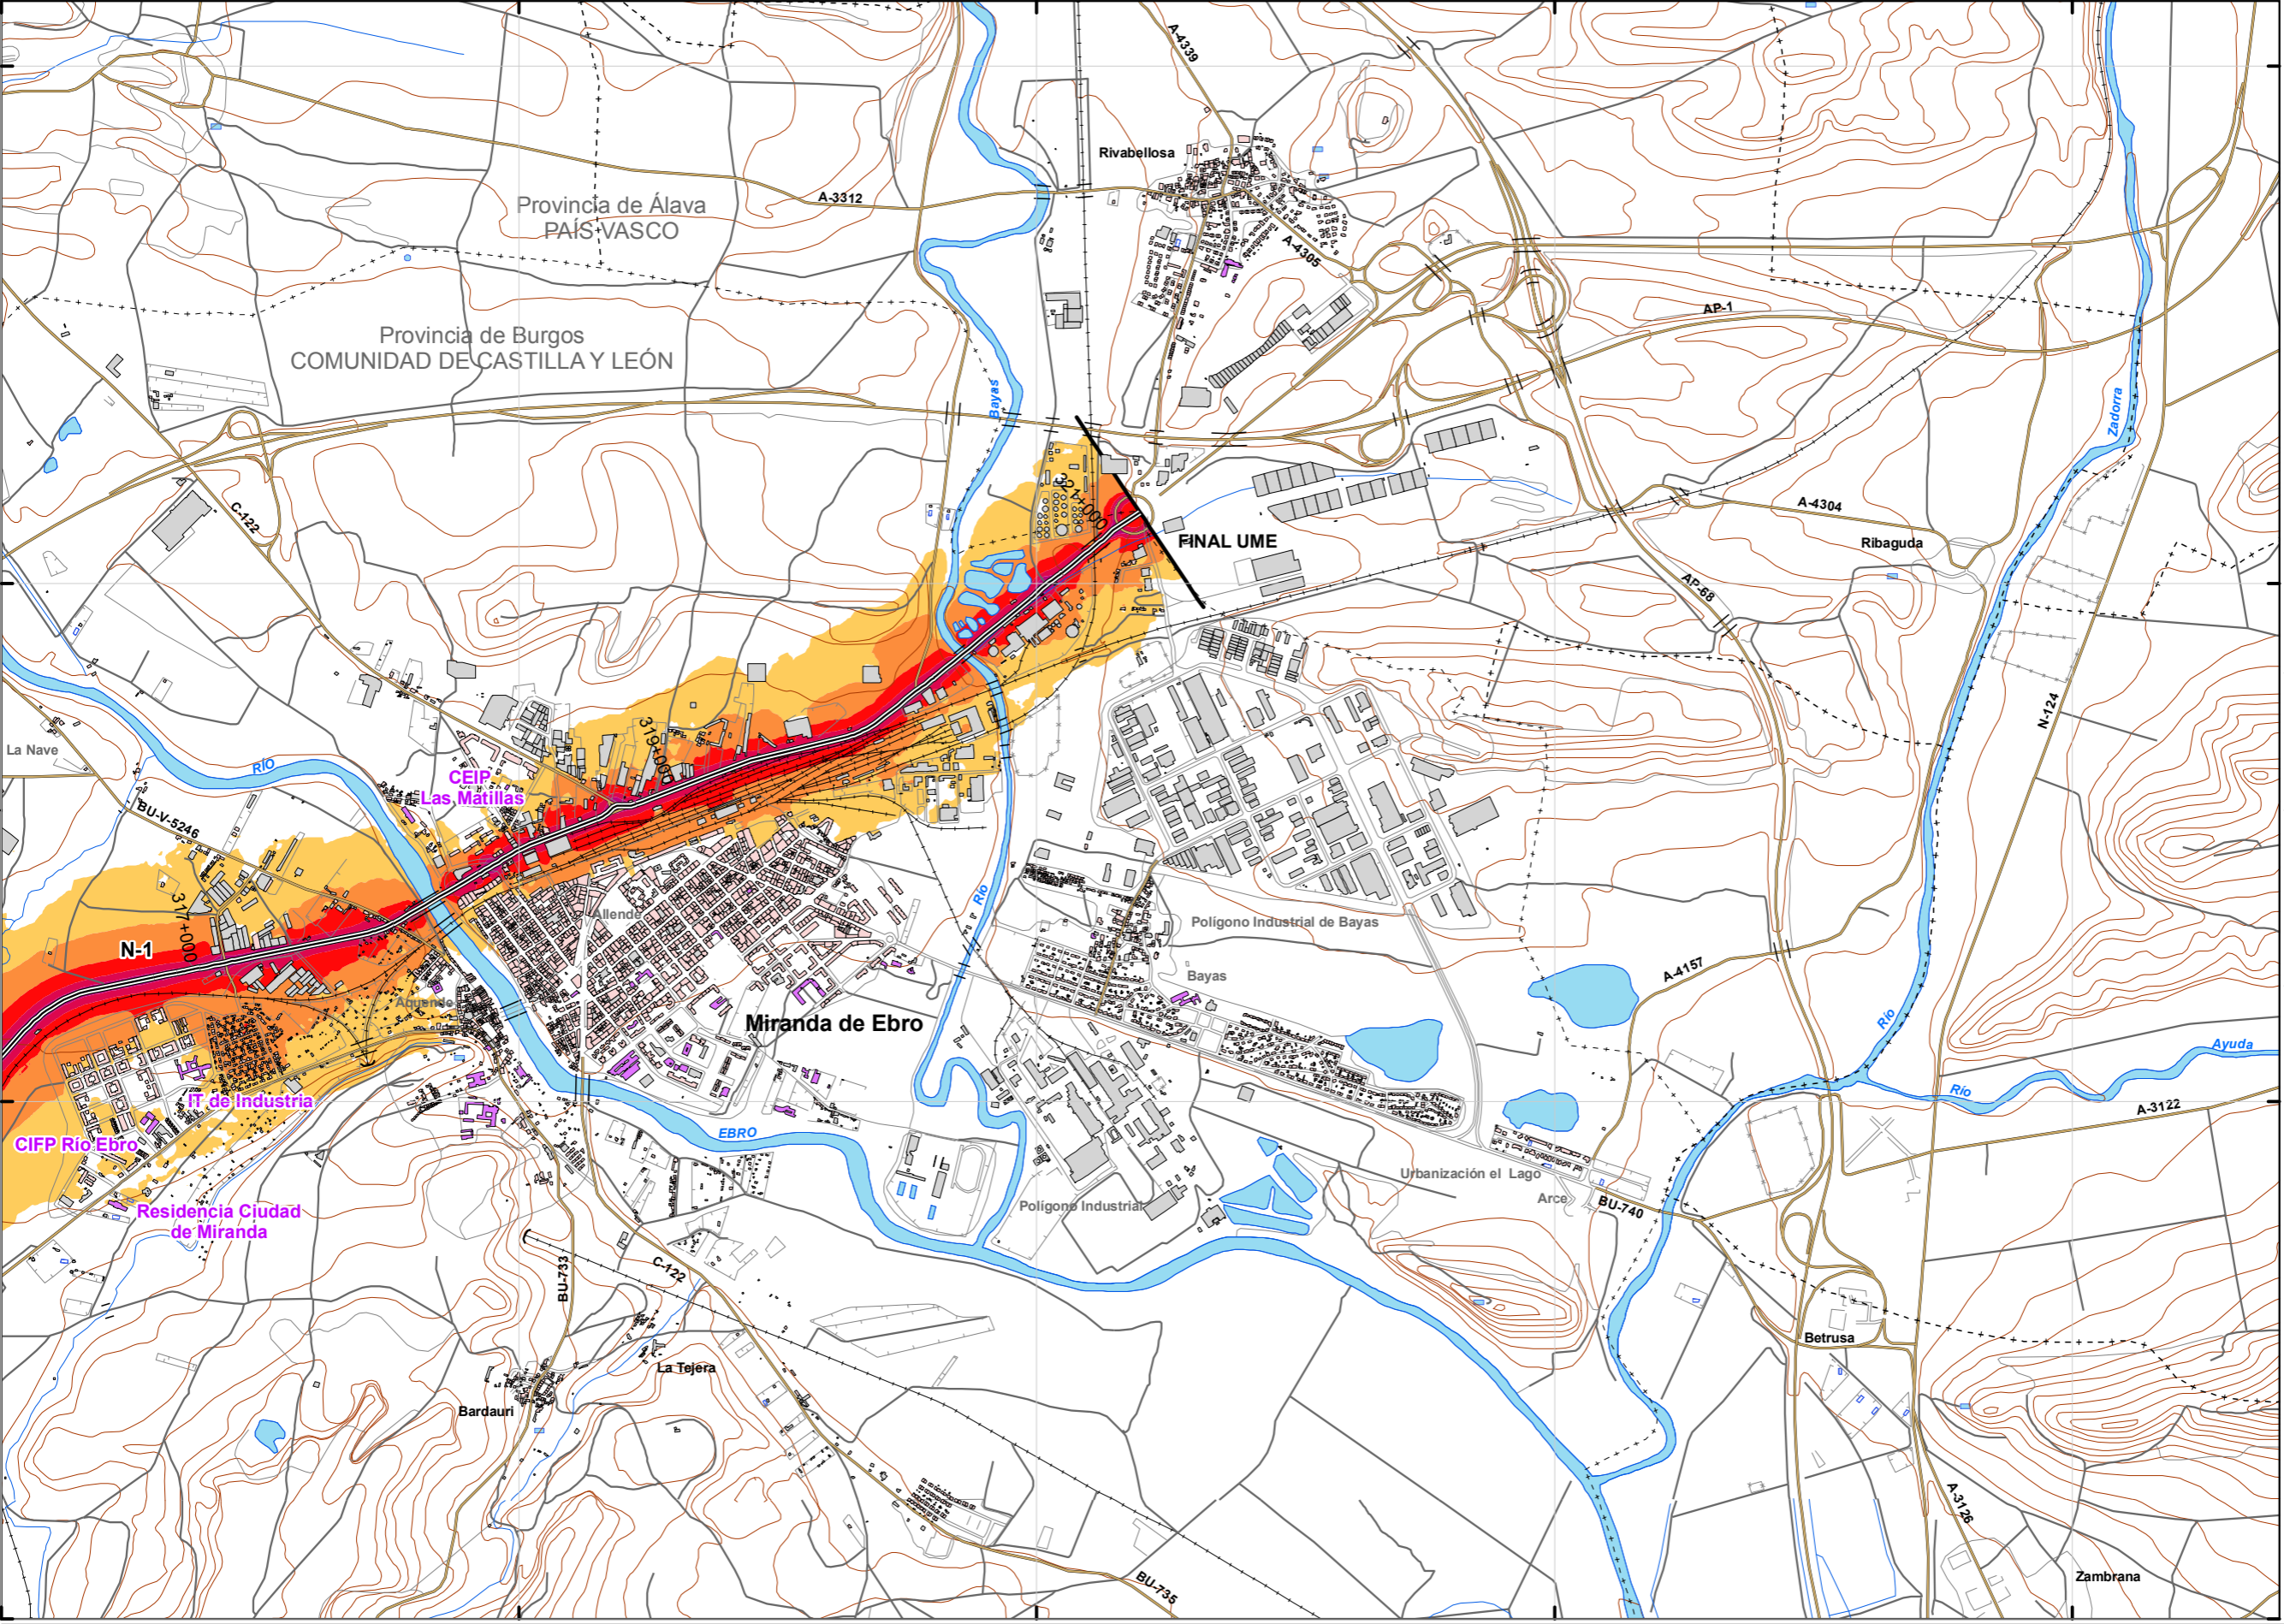 A-4339
Rivabellosa
A-3312
Provincia de Álava
PAÍS VASCO
A-4305
AP-1
Provincia de Burgos
COMUNIDAD DE CASTILLA Y LEÓN
Bayas
Zadorra
C-122
321+000
A-4304
FINAL UME
Ribaguda
AP-68
N-124
319+000
La Nave
RÍO
CEIP
Las Matillas
BU-V-5246
Río
Allende
Polígono Industrial de Bayas
317+000
N-1
A-4157
Bayas
Aquende
Miranda de Ebro
Río
Ayuda
IT de Industria
Río
A-3122
EBRO
CIFP Río Ebro
Urbanización el Lago
Arce
BU-740
Polígono Industrial
Residencia Ciudad
de Miranda
BU-733
C-122
Betrusa
La Tejera
Bardauri
A-3126
BU-735
Zambrana